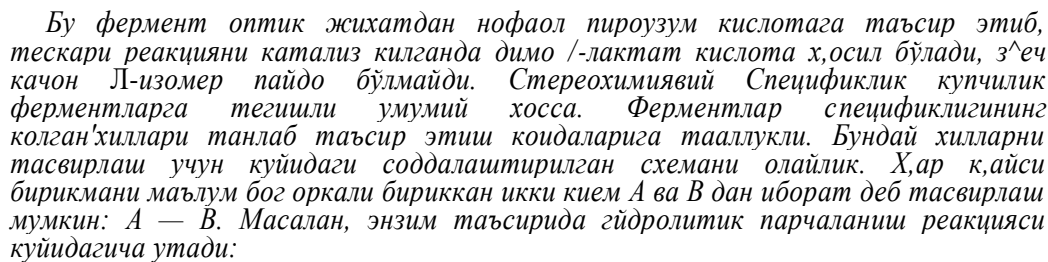 Бу фермент оптик жихатдан нофаол пироузум кислотага таъсир этиб,
тескари реакцияни катализ килганда димо /-лактат кислота х,осил бўлади, з^еч
качон Л-изомер пайдо бўлмайди. Стереохимиявий Спецификлик купчилик
ферментларга тегишли умумий хосса. Ферментлар спецификлигининг
колган'хиллари танлаб таъсир этиш коидаларига тааллукли. Бундай хилларни
тасвирлаш учун куйидаги соддалаштирилган схемани олайлик. Х,ар к,айси
бирикмани маълум бог оркали бириккан икки кием А ва В дан иборат деб тасвирлаш
мумкин: А — В. Масалан, энзим таъсирида гйдролитик парчаланиш реакцияси
куйидагича утади: